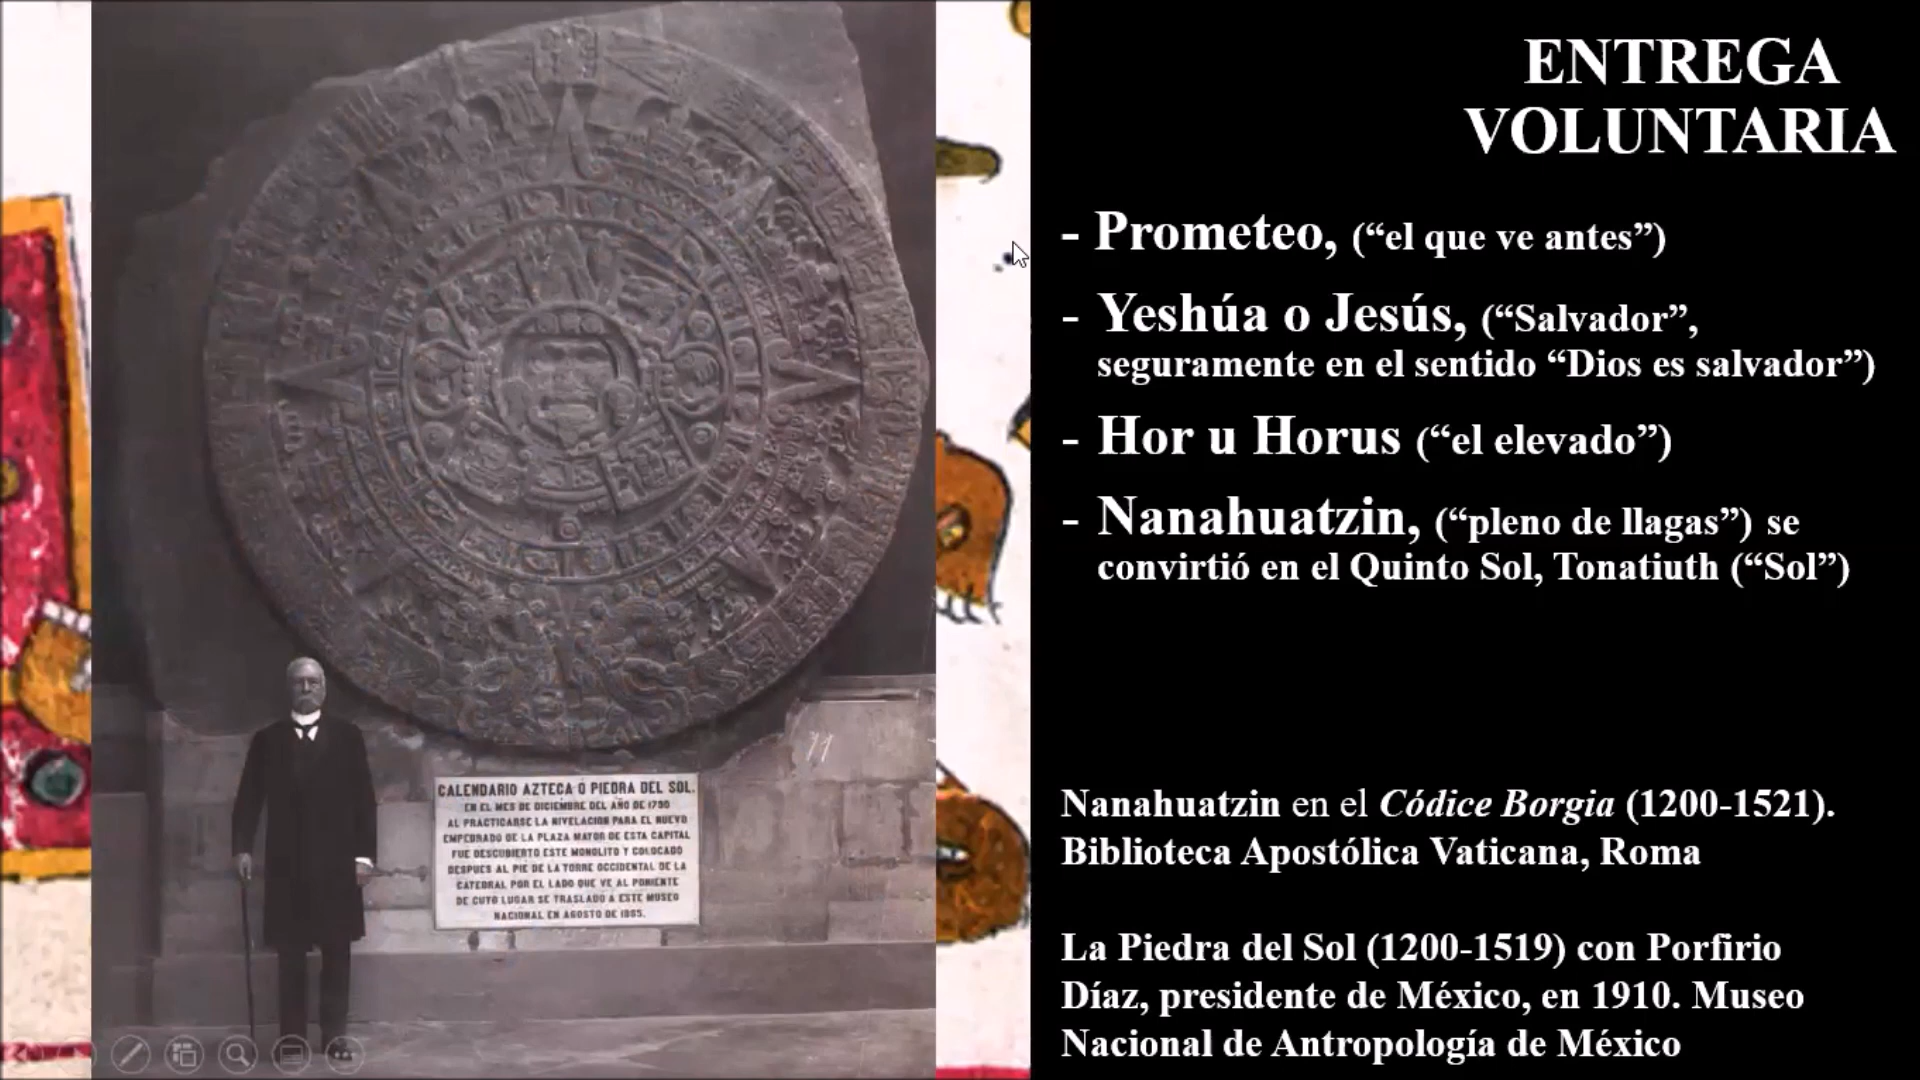 ENTREGA
VOLUNTARIA
- Prometeo, (“el que ve antes”)
- Yeshúa o Jesús, (“Salvador”,
seguramente en el sentido “Dios es salvador”)
- Hor u Horus (“el elevado”)
- Nanahuatzin, (“pleno de llagas”) se
convirtió en el Quinto Sol, Tonatiuth (“Sol”)
Nanahuatzin en el Códice Borgia (1200-1521).
Biblioteca Apostólica Vaticana, Roma
La Piedra del Sol (1200-1519) con Porfirio
Díaz, presidente de México, en 1910. Museo
Nacional de Antropología de México
CALENDARIO AZTECA O PIEDRA DEL SOL.
EN EL MES DE DICIEMBRE DEL AÑO DE 1790
AL PRACTICARSE LA NIVELACION PARA EL NUEVO
EMPEDRADO DE LA PLAZA MAYOR DE ESTA CAPITAL
FUE DESCUBIERTO ESTE MONOLITO Y COLOCADO
DESPUES AL PIE DE LA TORRE OCCIDENTAL DE LA
CATEDRAL POR EL LADO QUE VE AL PONIENTE
DE CUYO LUGAR SE TRASLADO A ESTE MUSEO
NACIONAL EN AGOSTO DE 1885.